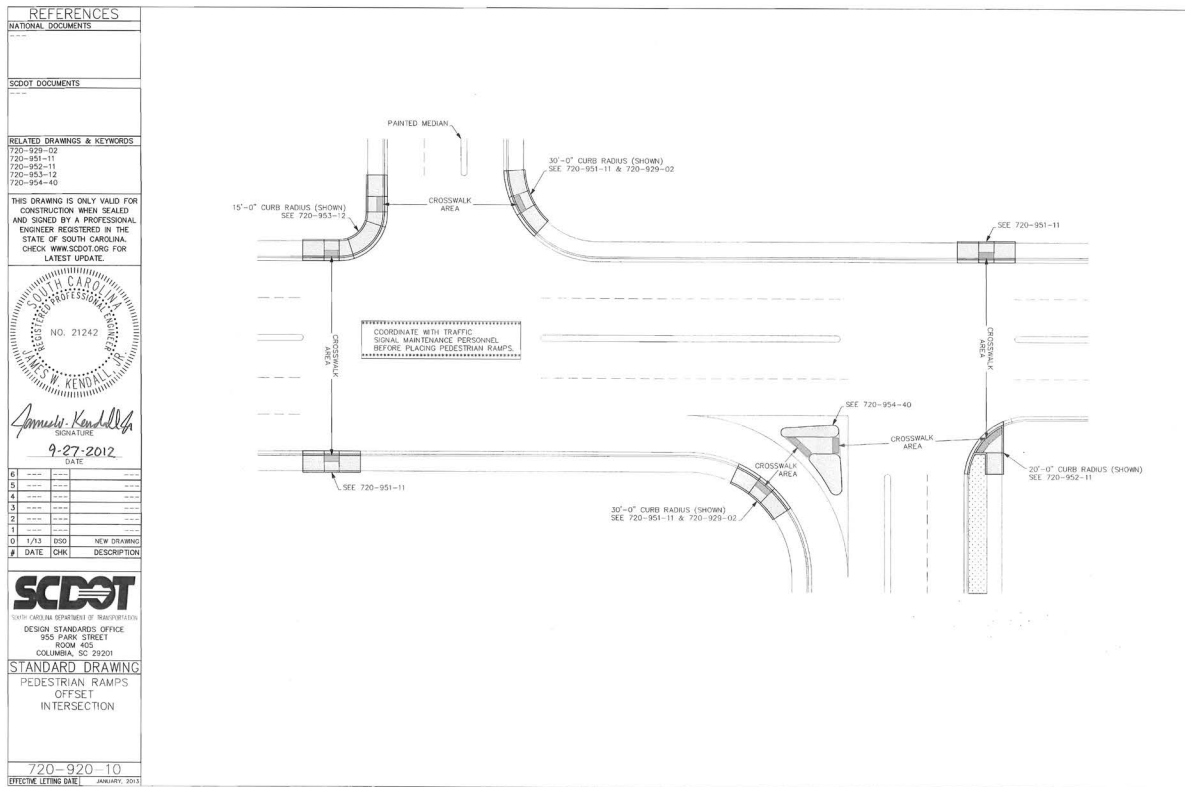 REFERENCES
NATIONAL DOCUMENTS
---
SCDOT DOCUMENTS
---
RELATED DRAWINGS & KEYWORDS
720-929-02
720-951-11
720-952-11
720-953-12
720-954-40
THIS DRAWING IS ONLY VALID FOR
CONSTRUCTION WHEN SEALED
AND SIGNED BY A PROFESSIONAL
ENGINEER REGISTERED IN THE
STATE OF SOUTH CAROLINA.
CHECK WWW.SCDOT.ORG FOR
LATEST UPDATE.
SOUTH CAROLINA
REGISTERED PROFESSIONAL ENGINEER
NO. 21242
JAMES W. KENDALL, JR.
James W. Kendall Jr
SIGNATURE
9-27-2012
DATE
6 --- --- ---
5 --- --- ---
4 --- --- ---
3 --- --- ---
2 --- --- ---
1 --- --- ---
0 1/13 DSO NEW DRAWING
# DATE CHK DESCRIPTION
SCDOT
SOUTH CAROLINA DEPARTMENT OF TRANSPORTATION
DESIGN STANDARDS OFFICE
955 PARK STREET
ROOM 405
COLUMBIA, SC 29201
STANDARD DRAWING
PEDESTRIAN RAMPS
OFFSET
INTERSECTION
720-920-10
EFFECTIVE LETTING DATE JANUARY, 2013
PAINTED MEDIAN
30'-0" CURB RADIUS (SHOWN)
SEE 720-951-11 & 720-929-02
15'-0" CURB RADIUS (SHOWN)
SEE 720-953-12
CROSSWALK
AREA
SEE 720-951-11
COORDINATE WITH TRAFFIC
SIGNAL MAINTENANCE PERSONNEL
BEFORE PLACING PEDESTRIAN RAMPS.
CROSSWALK
AREA
CROSSWALK
AREA
SEE 720-954-40
CROSSWALK
AREA
CROSSWALK
AREA
SEE 720-951-11
20'-0" CURB RADIUS (SHOWN)
SEE 720-952-11
30'-0" CURB RADIUS (SHOWN)
SEE 720-951-11 & 720-929-02